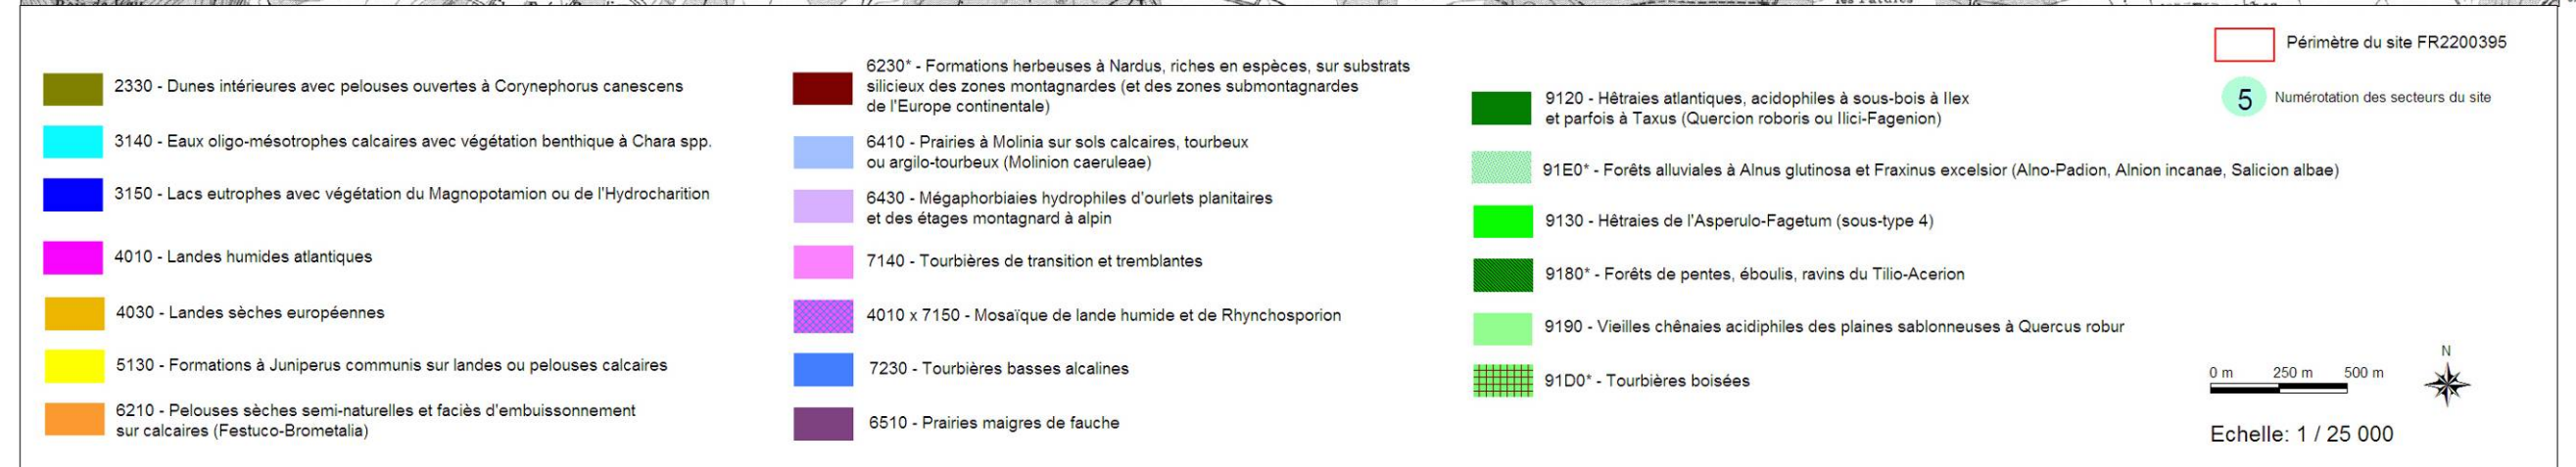 2330 - Dunes intérieures avec pelouses ouvertes à Corynephorus canescens
3140 - Eaux oligo-mésotrophes calcaires avec végétation benthique à Chara spp.
3150 - Lacs eutrophes avec végétation du Magnopotamion ou de l'Hydrocharition
4010 - Landes humides atlantiques
4030 - Landes sèches européennes
5130 - Formations à Juniperus communis sur landes ou pelouses calcaires
6210 - Pelouses sèches semi-naturelles et faciès d'embuissonnement
sur calcaires (Festuco-Brometalia)
6230* - Formations herbeuses à Nardus, riches en espèces, sur substrats
silicieux des zones montagnardes (et des zones submontagnardes
de l'Europe continentale)
6410 - Prairies à Molinia sur sols calcaires, tourbeux
ou argilo-tourbeux (Molinion caeruleae)
6430 - Mégaphorbiaies hydrophiles d'ourlets planitaires
et des étages montagnard à alpin
7140 - Tourbières de transition et tremblantes
4010 x 7150 - Mosaïque de lande humide et de Rhynchosporion
7230 - Tourbières basses alcalines
6510 - Prairies maigres de fauche
9120 - Hêtraies atlantiques, acidophiles à sous-bois à Ilex
et parfois à Taxus (Quercion roboris ou Ilici-Fagenion)
91E0* - Forêts alluviales à Alnus glutinosa et Fraxinus excelsior (Alno-Padion, Alnion incanae, Salicion albae)
9130 - Hêtraies de l'Asperulo-Fagetum (sous-type 4)
9180* - Forêts de pentes, éboulis, ravins du Tilio-Acerion
9190 - Vieilles chênaies acidiphiles des plaines sablonneuses à Quercus robur
91D0* - Tourbières boisées
Périmètre du site FR2200395
5 Numérotation des secteurs du site
N
0 m 250 m 500 m
Echelle: 1 / 25 000